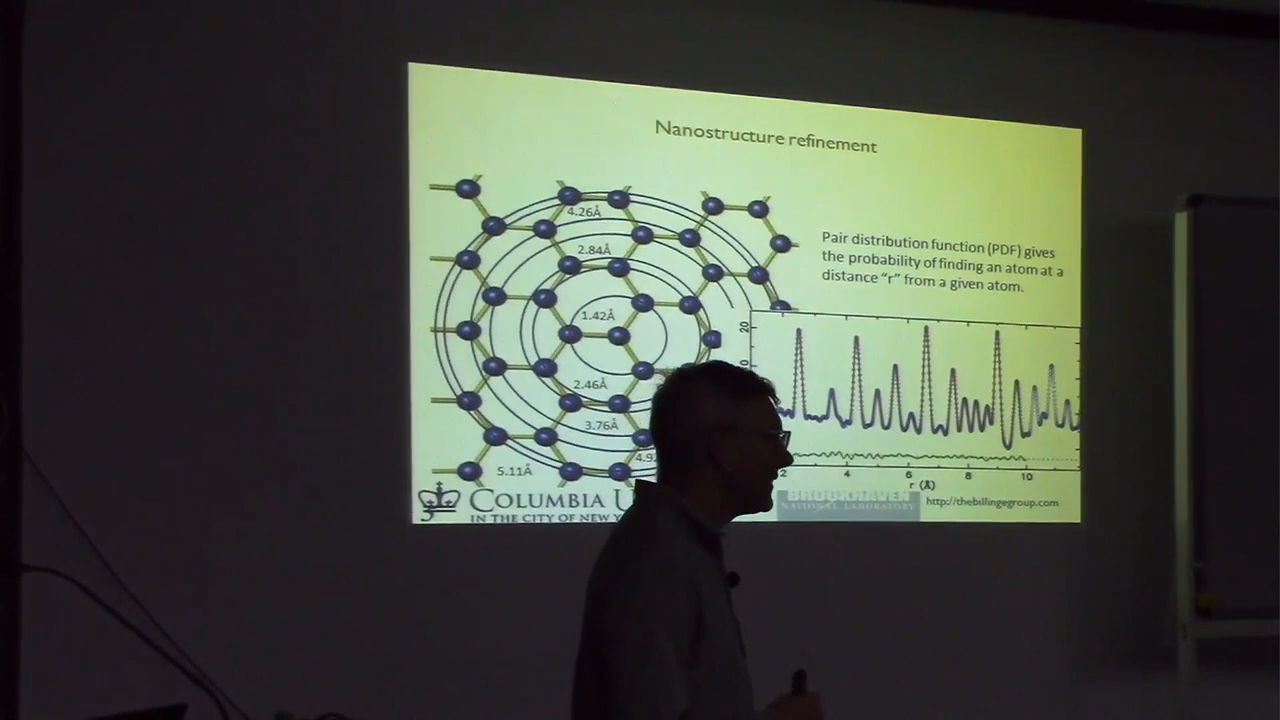 Nanostructure refinement
4.26Å
2.84Å
1.42Å
2.46Å
3.76Å
4.92
5.11Å
Pair distribution function (PDF) gives
the probability of finding an atom at a
distance “r” from a given atom.
20
2 4 6 8 10
r (Å)
COLUMBIA U
IN THE CITY OF NEW Y
BROOKHAVEN
NATIONAL LABORATORY
http://thebillingegroup.com